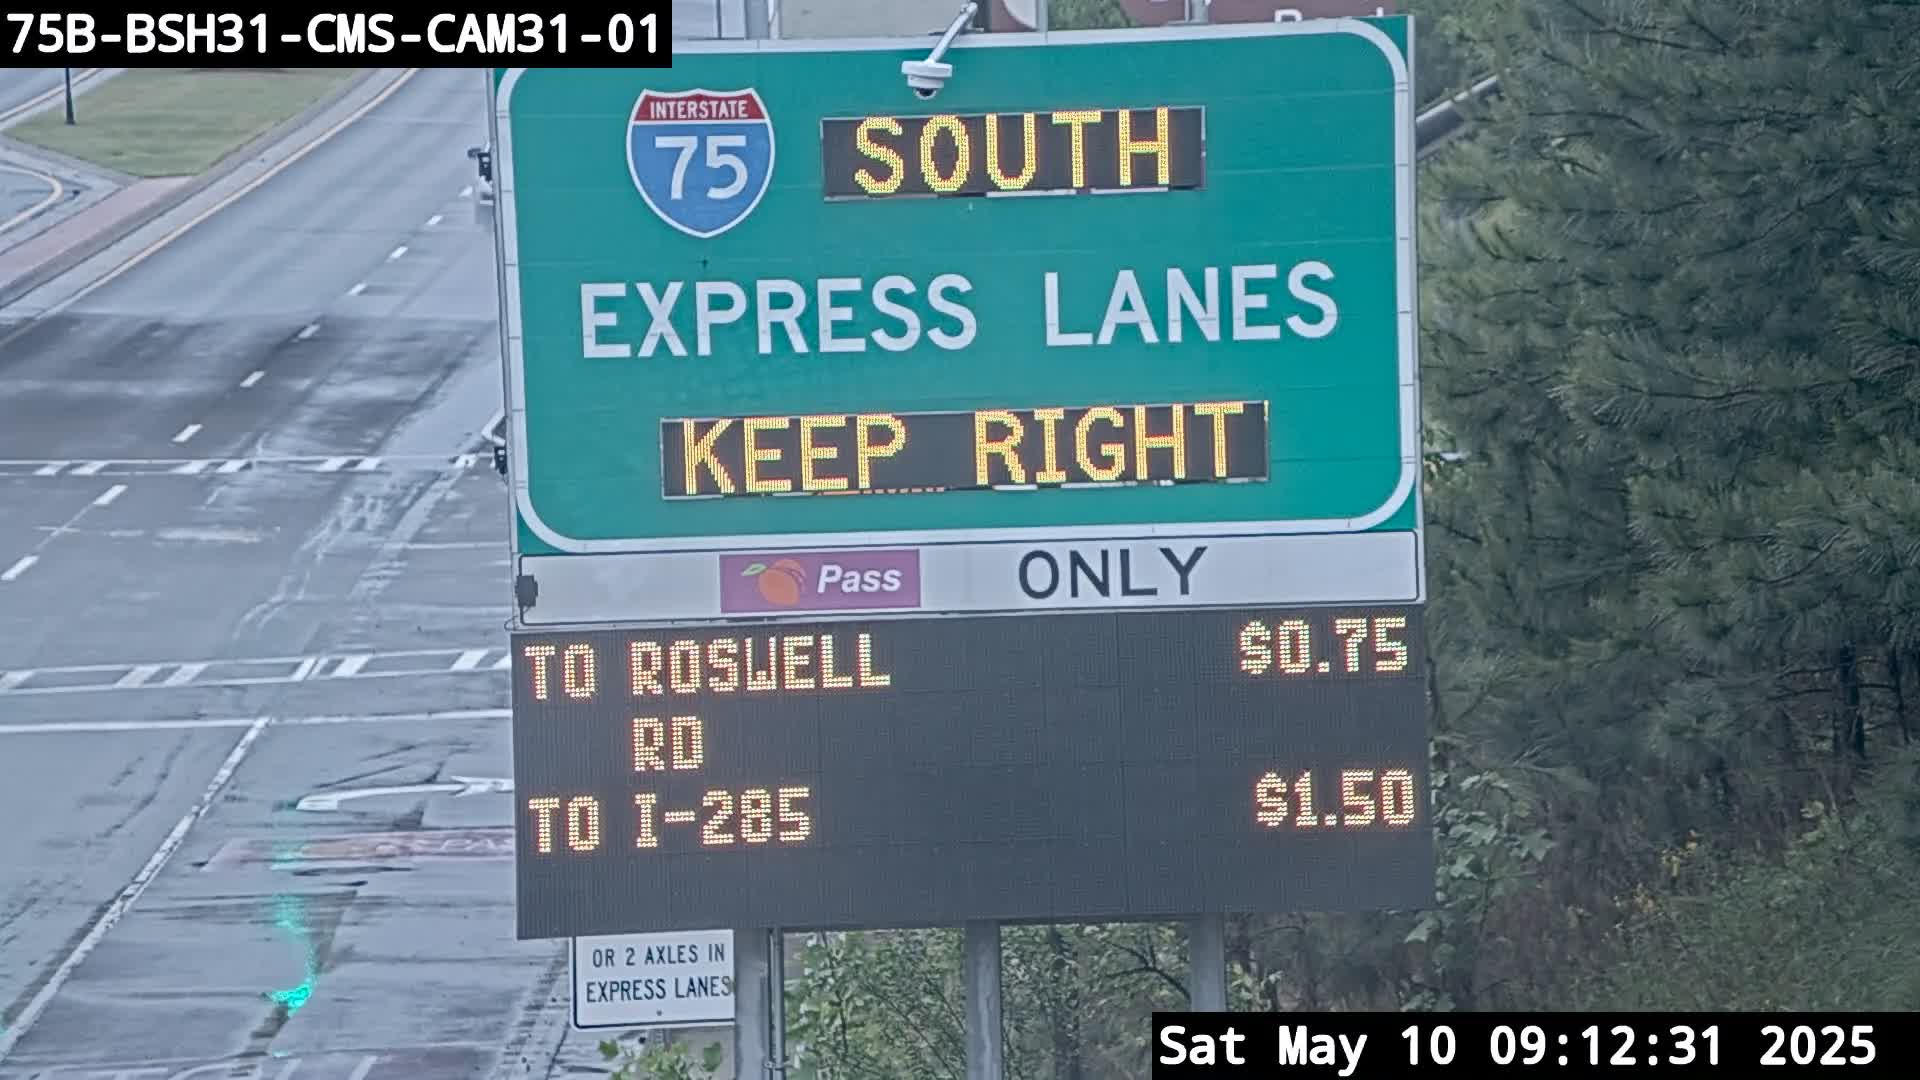 75B-BSH31-CMS-CAM31-01
INTERSTATE
75
SOUTH
EXPRESS LANES
KEEP RIGHT
Pass ONLY
TO ROSWELL $0.75
RD
TO I-285 $1.50
OR 2 AXLES IN
EXPRESS LANES
Sat May 10 09:12:31 2025